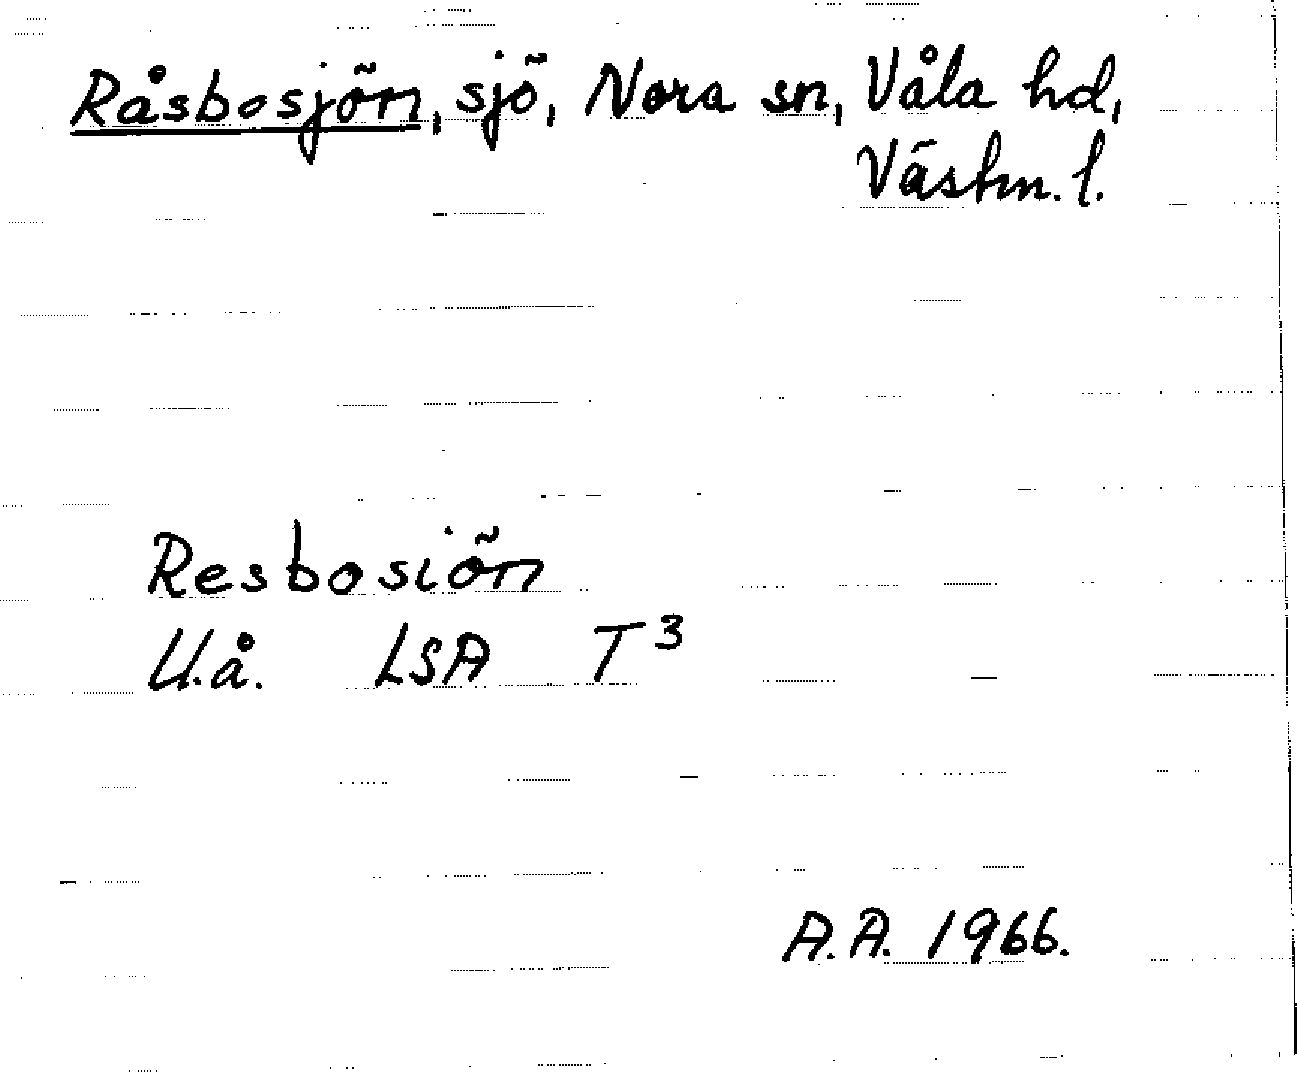 Råsbosjön, sjö, Nora sn, Våla hd,
Västm. l.
Resbosiön
U.å. LSA T3
A.A. 1966.